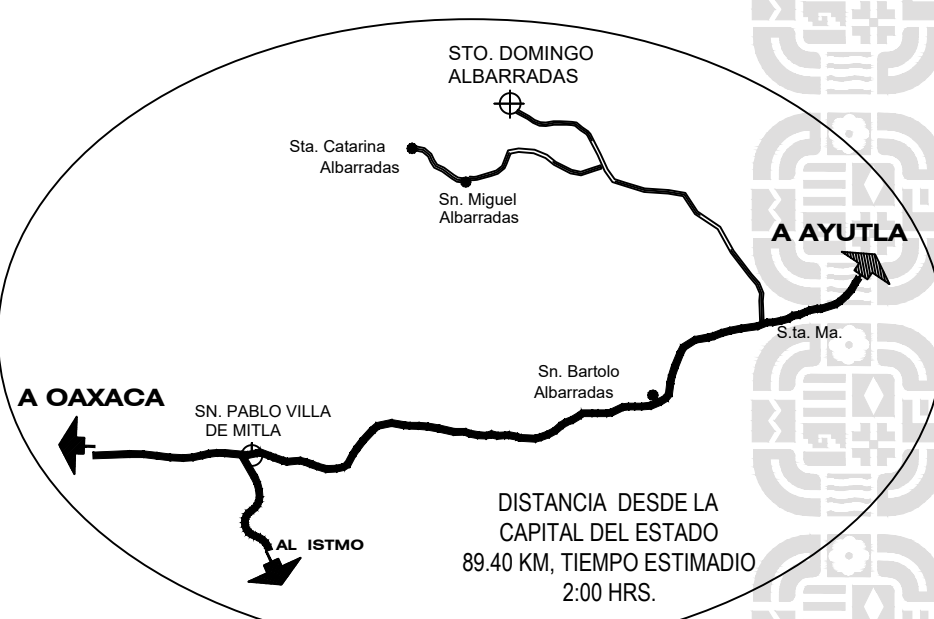 STO. DOMINGO
ALBARRADAS
Sta. Catarina
Albarradas
Sn. Miguel
Albarradas
A AYUTLA
S.ta. Ma.
Sn. Bartolo
Albarradas
A OAXACA
SN. PABLO VILLA
DE MITLA
AL ISTMO
DISTANCIA DESDE LA
CAPITAL DEL ESTADO
89.40 KM, TIEMPO ESTIMADIO
2:00 HRS.